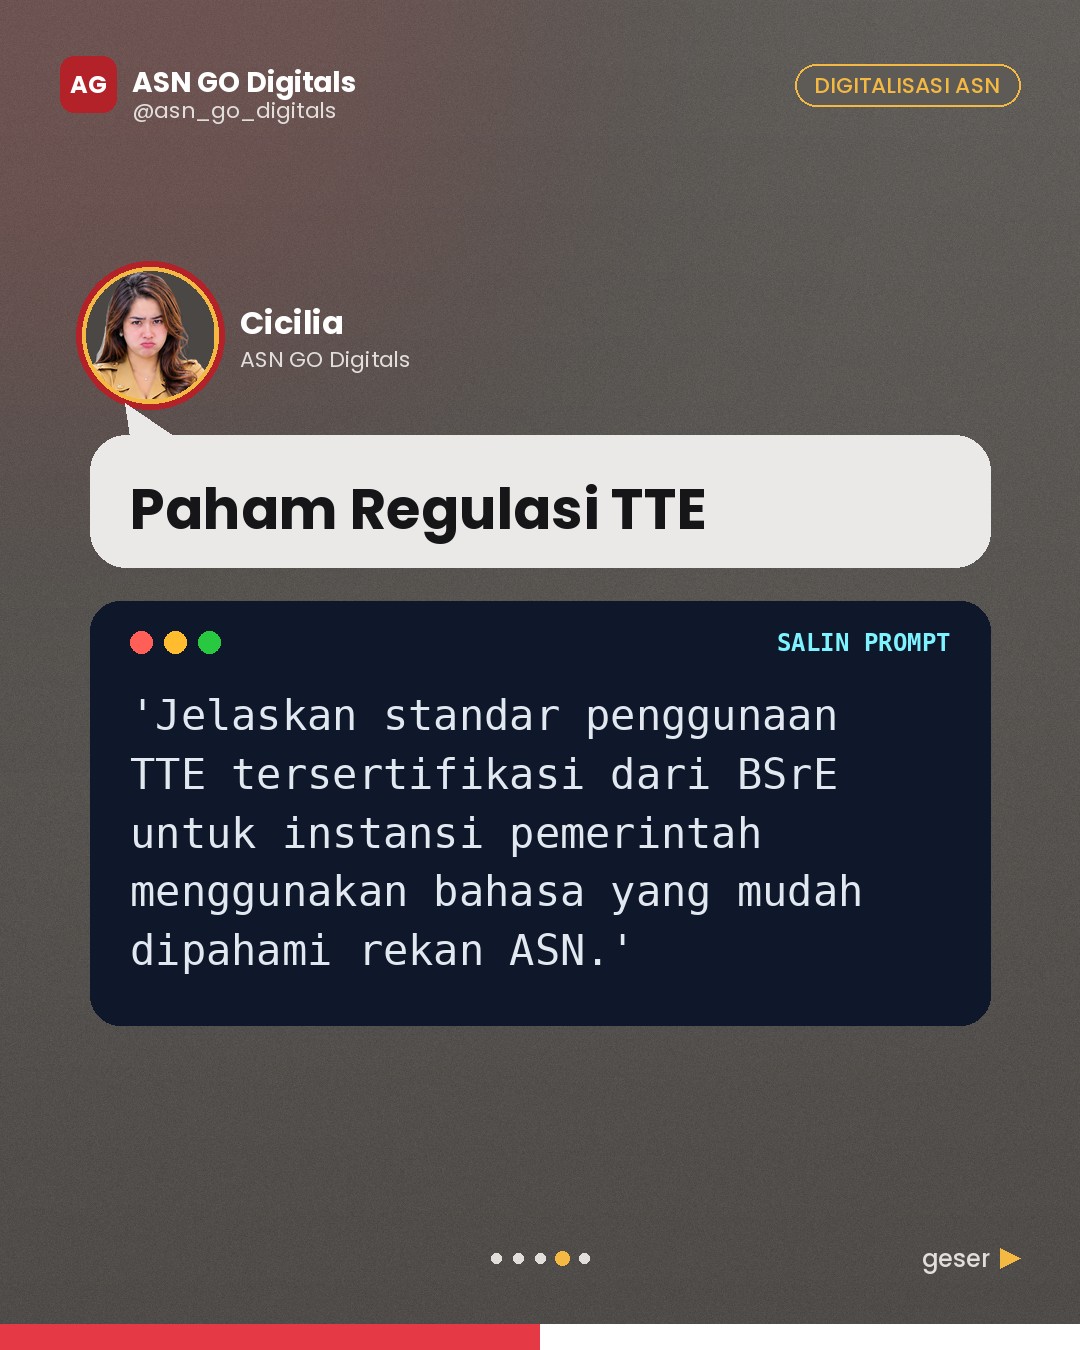 AG
ASN GO Digitals
@asn_go_digitals
DIGITALISASI ASN
Cicilia
ASN GO Digitals
Paham Regulasi TTE
SALIN PROMPT
'Jelaskan standar penggunaan
TTE tersertifikasi dari BSrE
untuk instansi pemerintah
menggunakan bahasa yang mudah
dipahami rekan ASN.'
geser